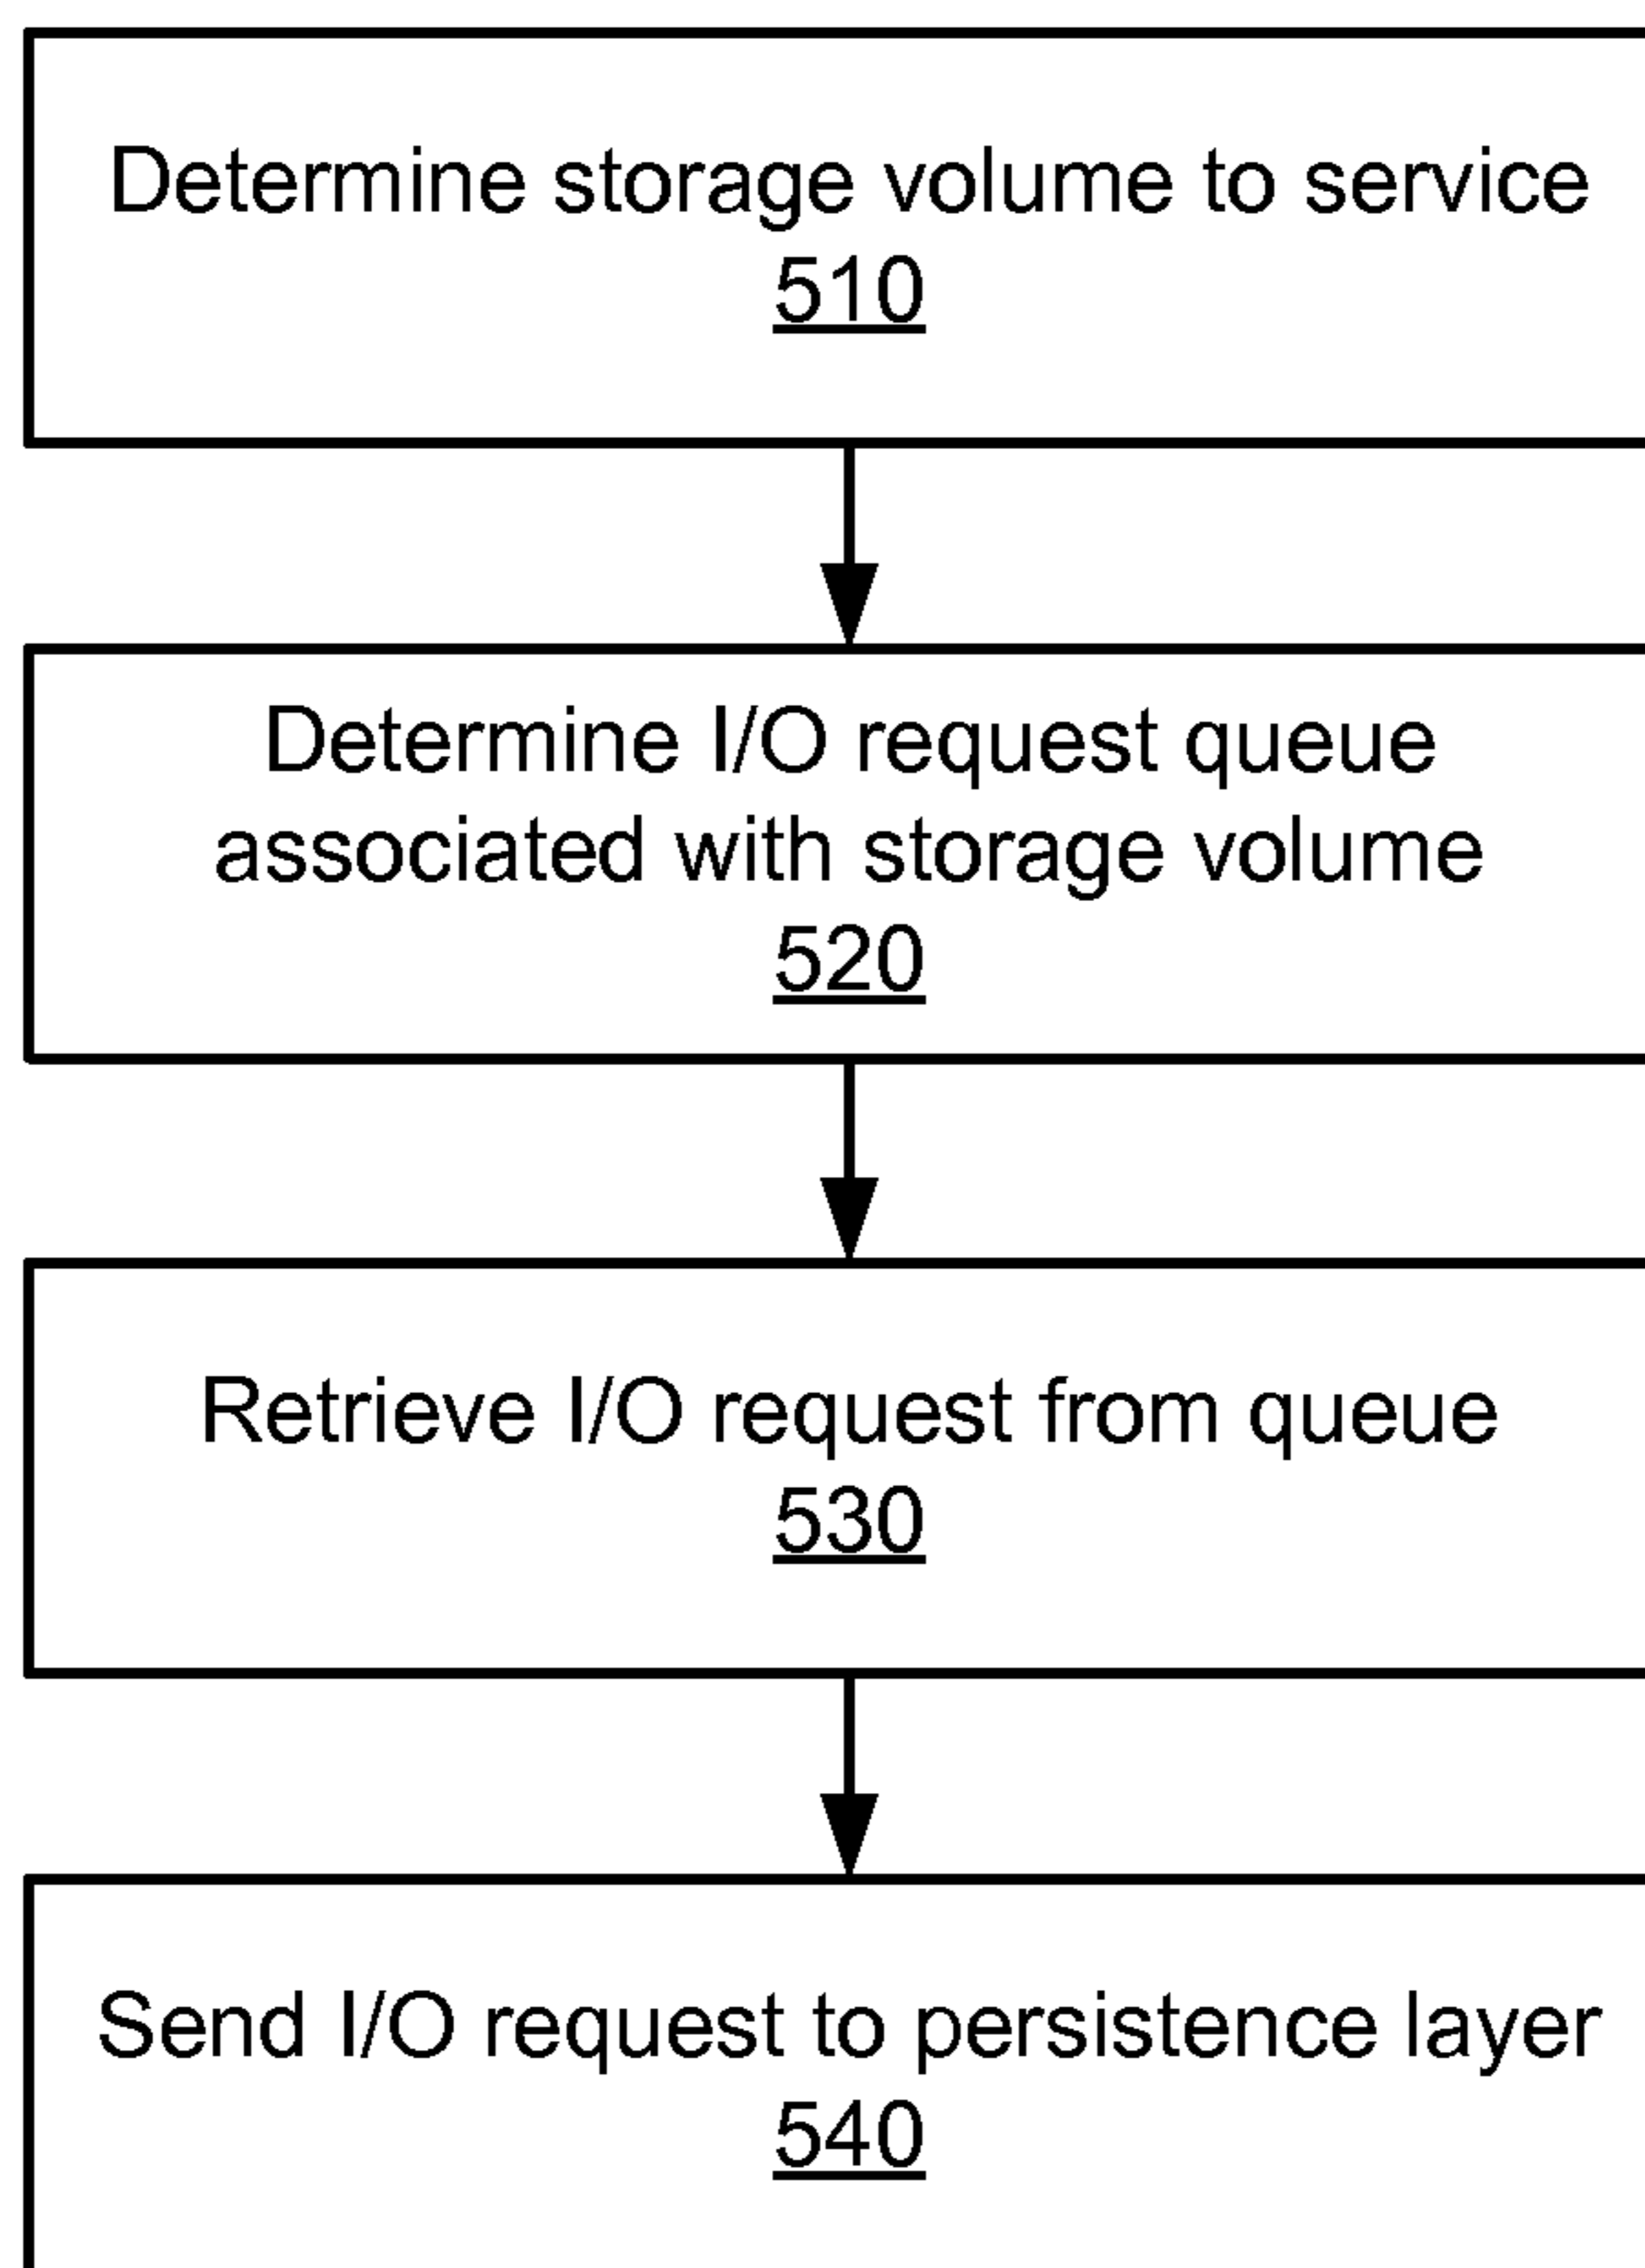 Determine storage volume to service
510
Determine I/O request queue
associated with storage volume
520
Retrieve I/O request from queue
530
Send I/O request to persistence layer
540